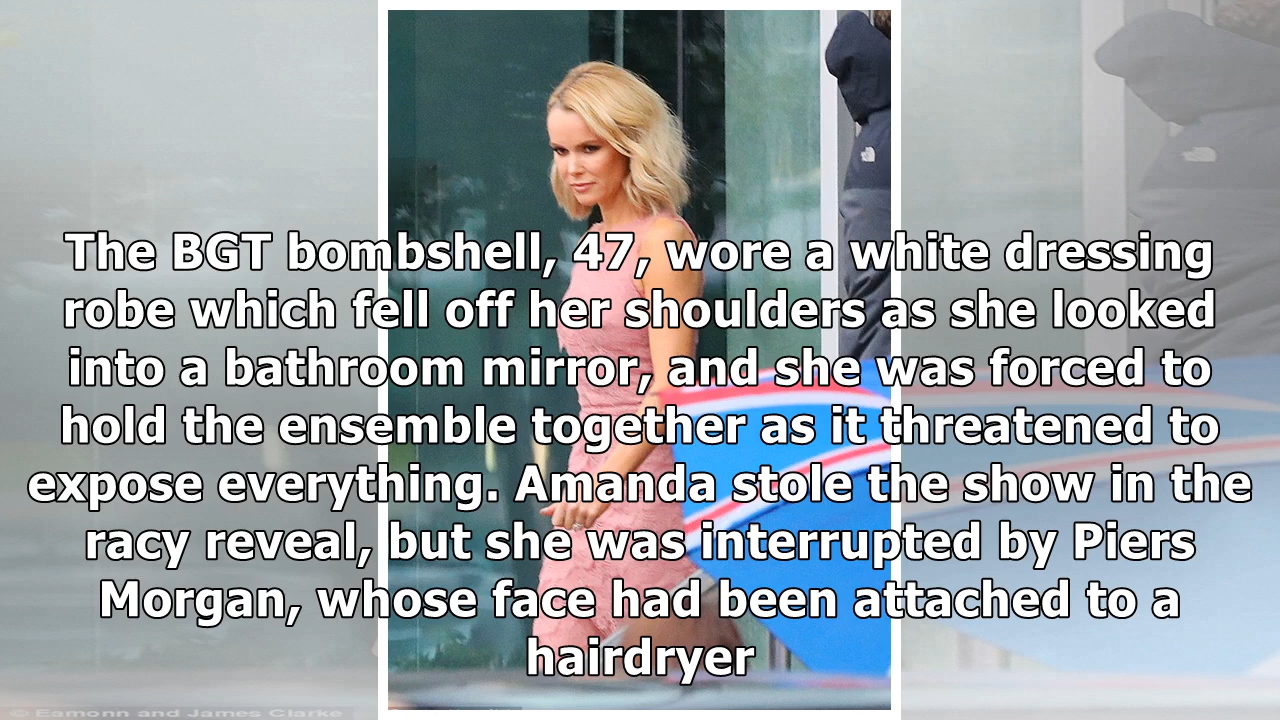 The BGT bombshell, 47, wore a white dressing
robe which fell off her shoulders as she looked
into a bathroom mirror, and she was forced to
hold the ensemble together as it threatened to
expose everything. Amanda stole the show in the
racy reveal, but she was interrupted by Piers
Morgan, whose face had been attached to a
hairdryer
© Eamonn and James Clarke